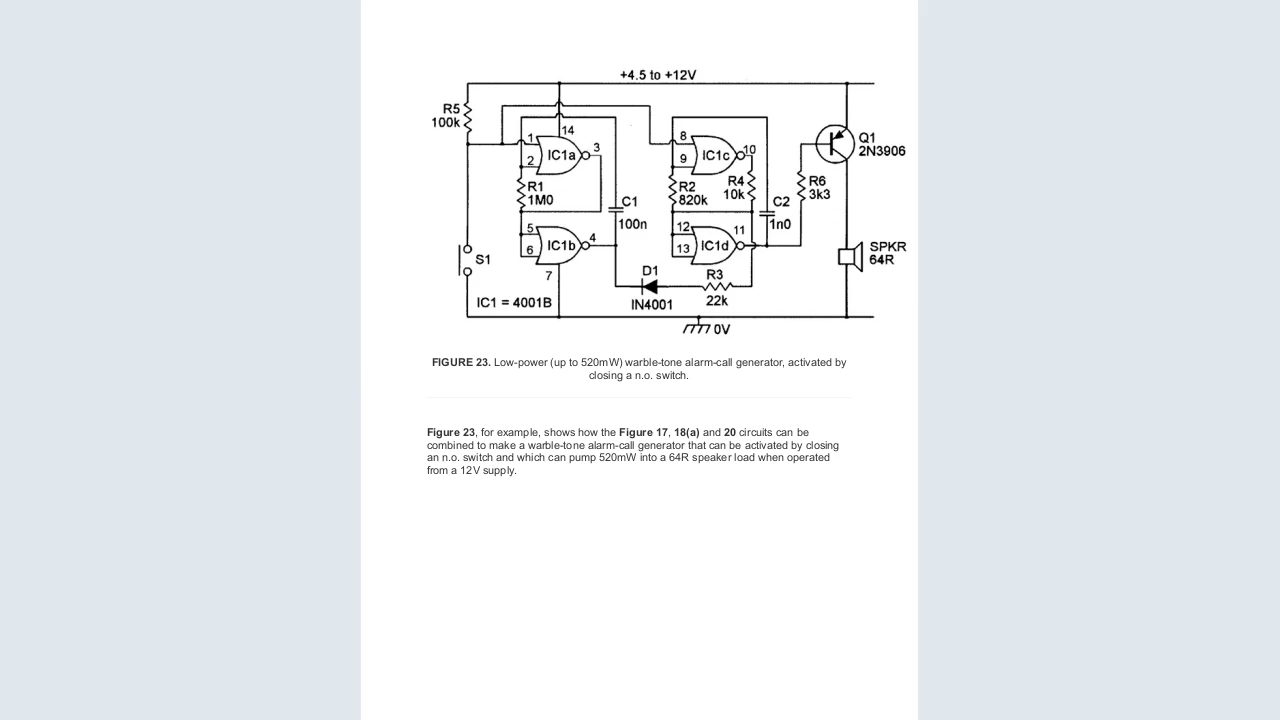 +4.5 to +12V
R5
100k
1
14
IC1a
3
2
8
IC1c
10
9
Q1
2N3906
R1
1M0
R2
820k
R4
10k
R6
3k3
C1
100n
C2
1n0
5
IC1b
4
6
7
12
IC1d
11
13
S1
SPKR
64R
D1
IN4001
R3
22k
IC1 = 4001B
0V
FIGURE 23. Low-power (up to 520mW) warble-tone alarm-call generator, activated by
closing a n.o. switch.
Figure 23, for example, shows how the Figure 17, 18(a) and 20 circuits can be
combined to make a warble-tone alarm-call generator that can be activated by closing
an n.o. switch and which can pump 520mW into a 64R speaker load when operated
from a 12V supply.